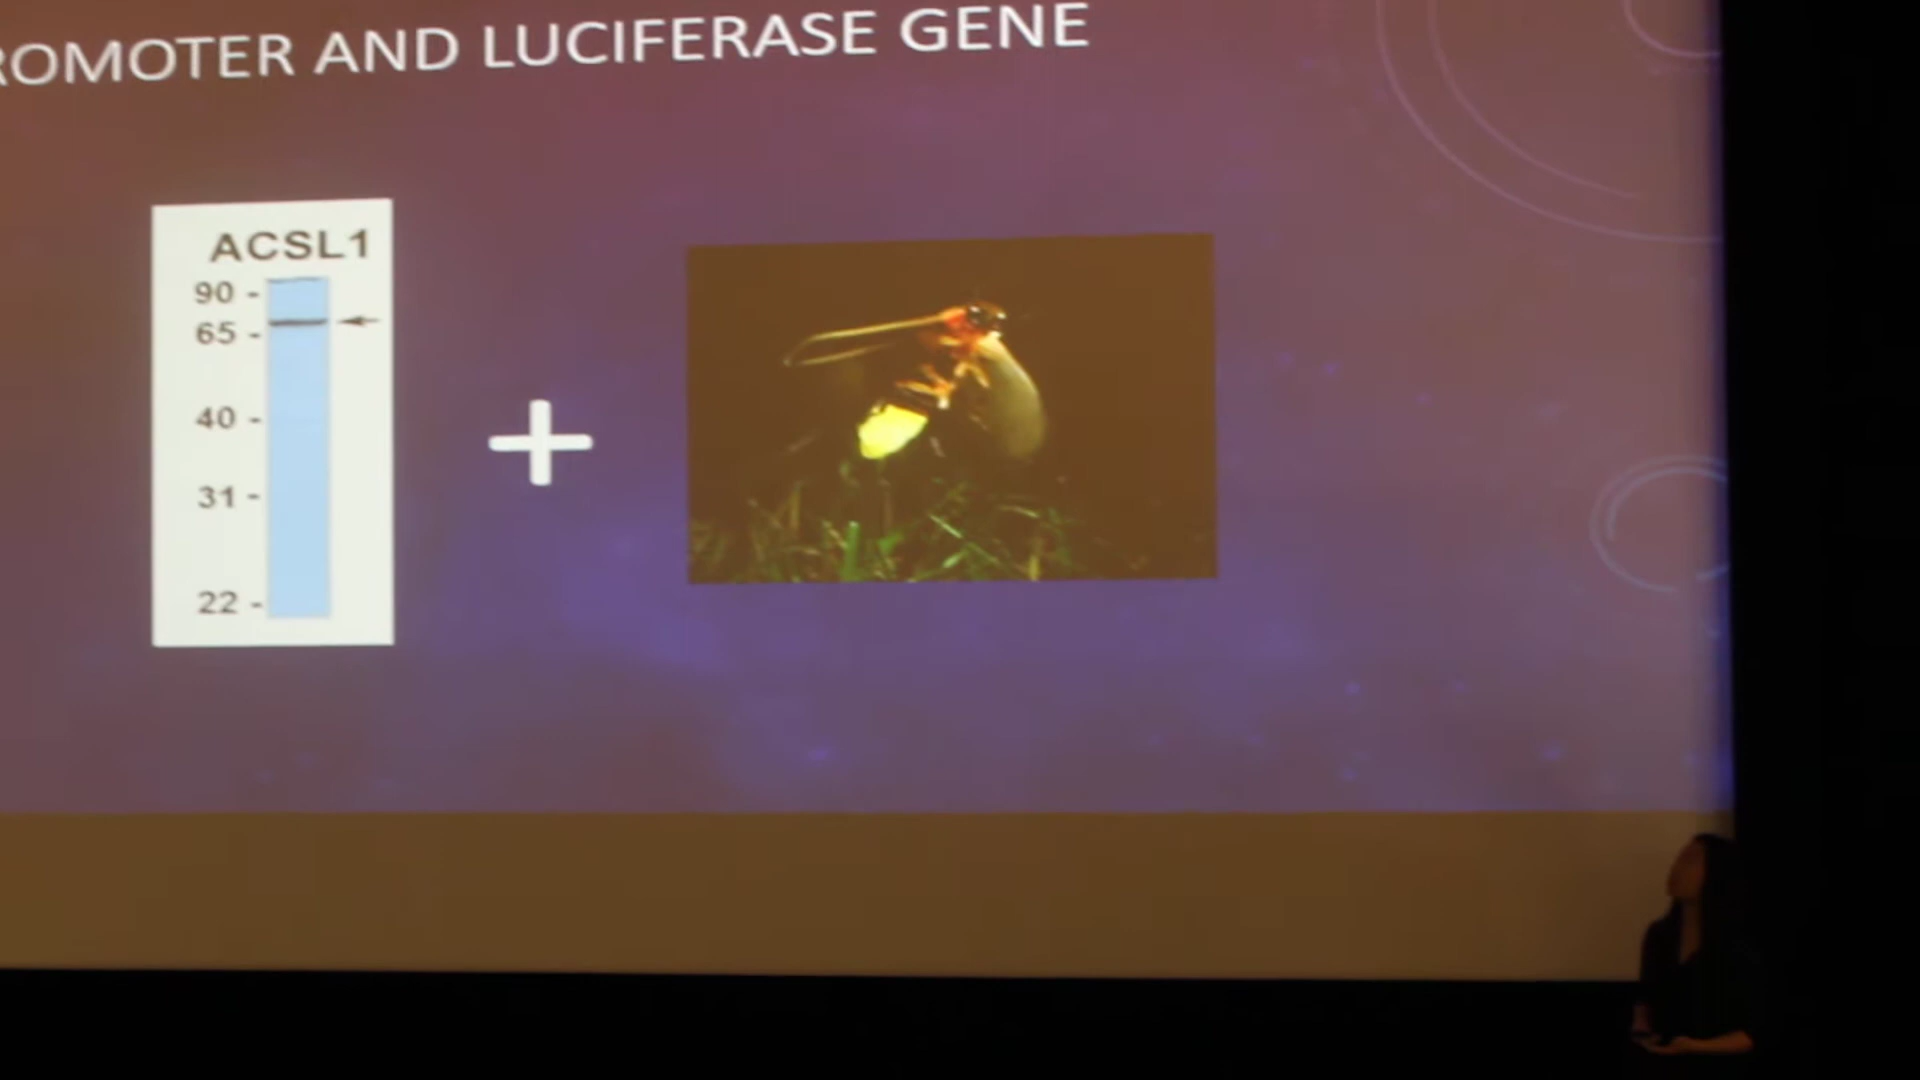 ROMOTER AND LUCIFERASE GENE
ACSL1
90 -
65 -
40 -
31 -
22 -